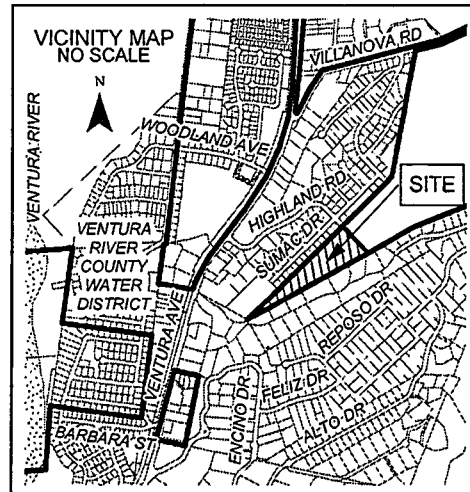 VICINITY MAP
NO SCALE
N
VILLANOVA RD
WOODLAND AVE
VENTURA RIVER
HIGHLAND RD
SUMAC DR
SITE
VENTURA
RIVER
COUNTY
WATER
DISTRICT
VENTURA AVE
REPOSO DR
FELIZ DR
ENCINO DR
ALTO DR
BARBARA S